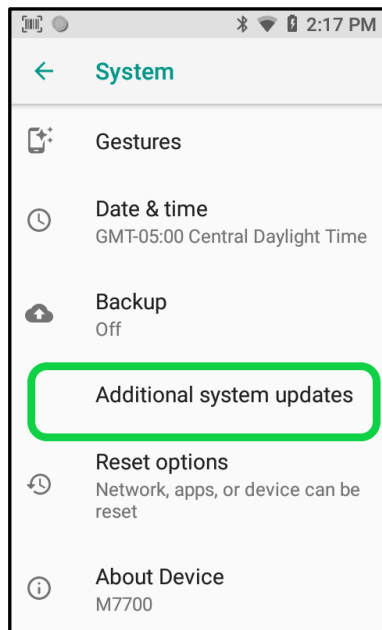 2:17 PM
System
Gestures
Date & time
GMT-05:00 Central Daylight Time
Backup
Off
Additional system updates
Reset options
Network, apps, or device can be
reset
About Device
M7700